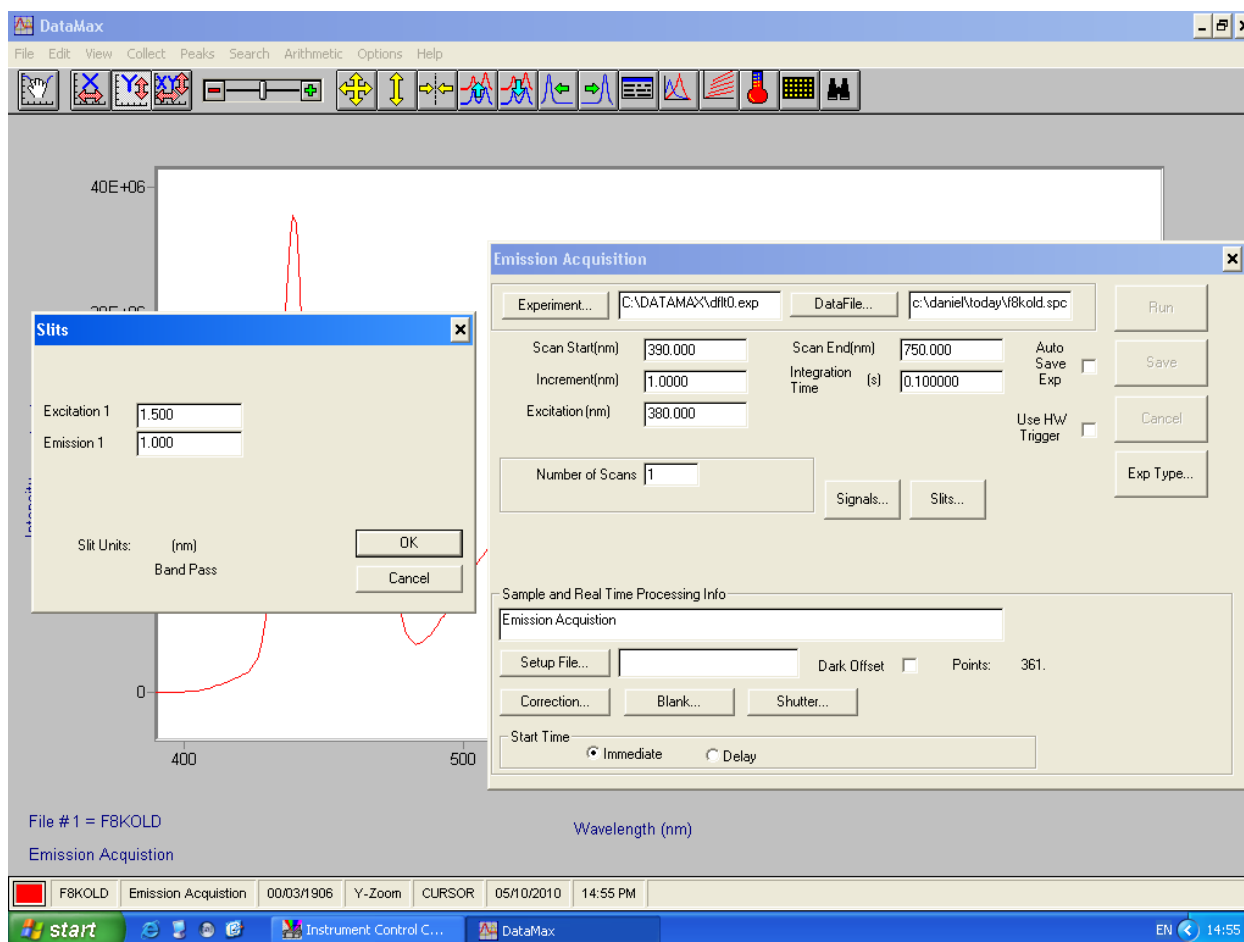 DataMax
File Edit View Collect Peaks Search Arithmetic Options Help
X Y XY
40E+06
0
400 500
Wavelength (nm)
File # 1 = F8KOLD
Emission Acquistion
Slits
Excitation 1 1.500
Emission 1 1.000
Slit Units: (nm)
Band Pass
OK
Cancel
Emission Acquisition
Experiment... C:\DATAMAX\dflt0.exp DataFile... c:\daniel\today\f8kold.spc Run
Scan Start(nm) 390.000 Scan End(nm) 750.000 Auto Save Exp Save
Increment(nm) 1.0000 Integration Time (s) 0.100000
Excitation (nm) 380.000 Use HW Trigger Cancel
Number of Scans 1 Signals... Slits... Exp Type...
Sample and Real Time Processing Info
Emission Acquistion
Setup File... Dark Offset Points: 361.
Correction... Blank... Shutter...
Start Time
Immediate Delay
F8KOLD Emission Acquistion 00/03/1906 Y-Zoom CURSOR 05/10/2010 14:55 PM
start Instrument Control C... DataMax EN 14:55